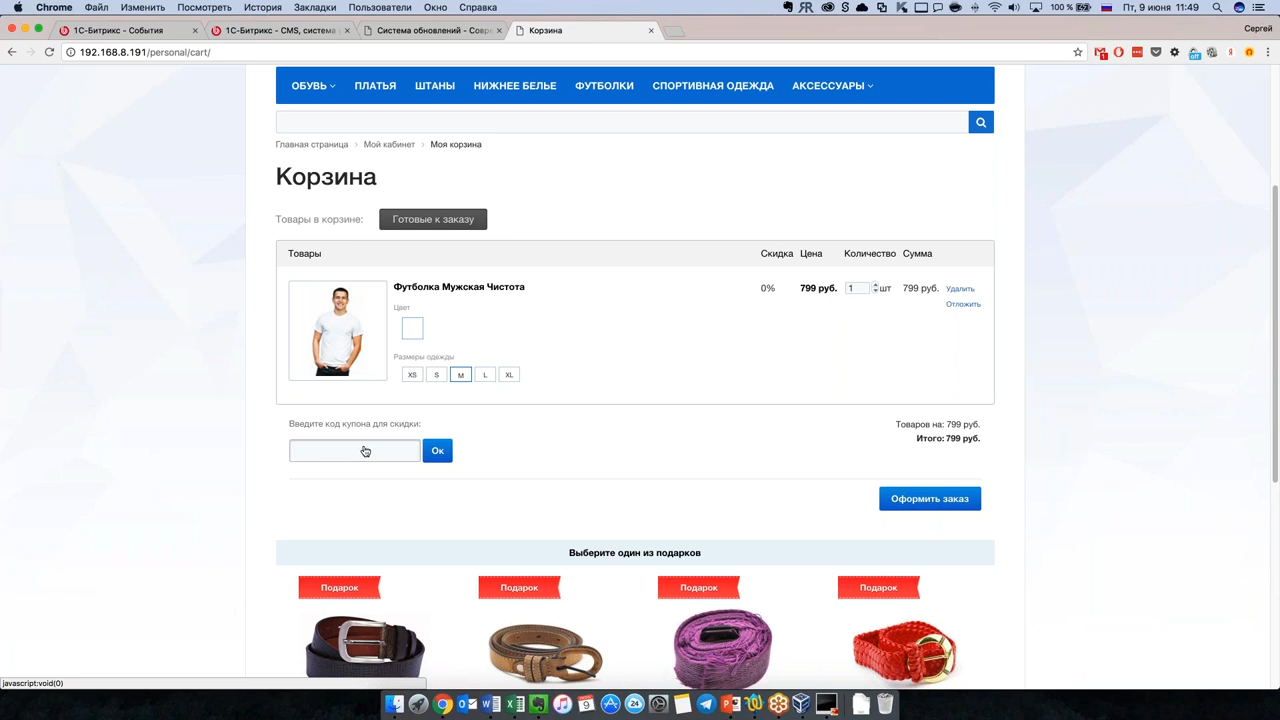 Chrome Файл Изменить Посмотреть История Закладки Пользователи Окно Справка 100 % Пт, 9 июня 11:49
1С-Битрикс - События 1С-Битрикс - CMS, система Система обновлений - Совре Корзина Сергей
192.168.8.191/personal/cart/
ОБУВЬ ПЛАТЬЯ ШТАНЫ НИЖНЕЕ БЕЛЬЕ ФУТБОЛКИ СПОРТИВНАЯ ОДЕЖДА АКСЕССУАРЫ
Главная страница Мой кабинет Моя корзина
Корзина
Товары в корзине: Готовые к заказу
Товары Скидка Цена Количество Сумма
Футболка Мужская Чистота 0% 799 руб. 1 шт 799 руб. Удалить
Отложить
Цвет
Размеры одежды
XS S M L XL
Введите код купона для скидки:
Товаров на: 799 руб.
Итого: 799 руб.
Ок
Оформить заказ
Выберите один из подарков
Подарок Подарок Подарок Подарок
javascript:void(0)